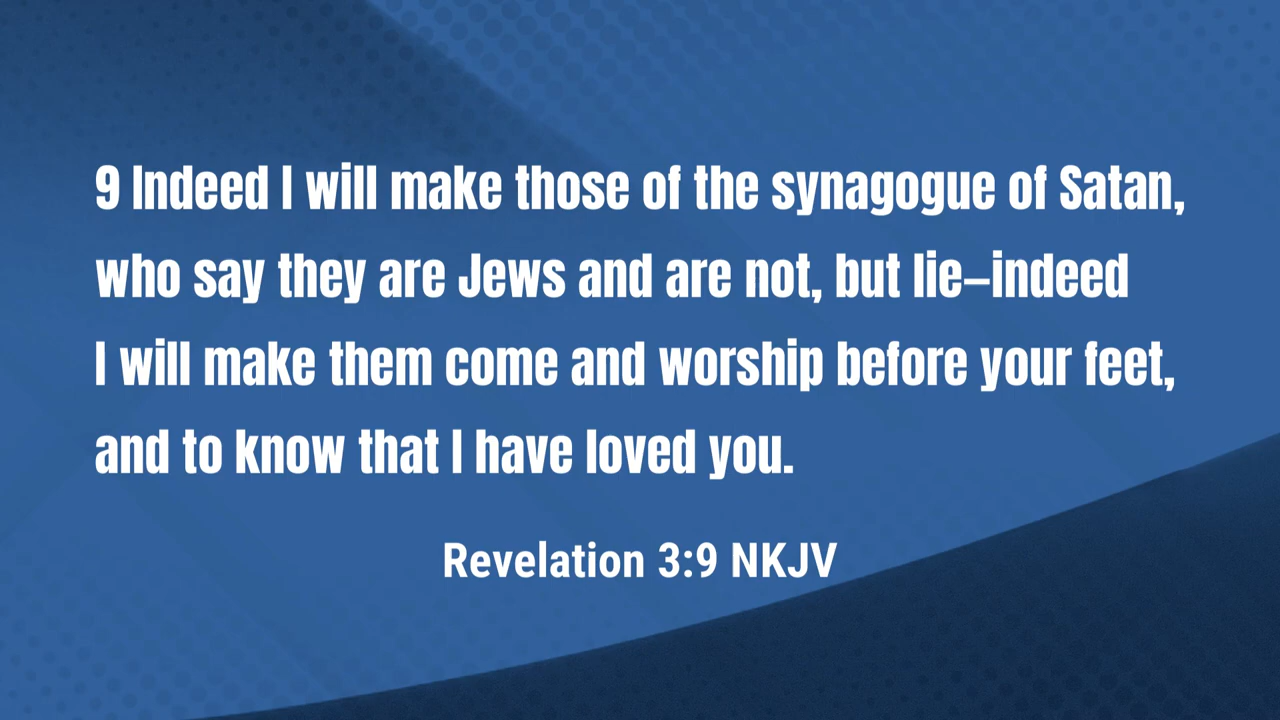 9 Indeed I will make those of the synagogue of Satan,
who say they are Jews and are not, but lie—indeed
I will make them come and worship before your feet,
and to know that I have loved you.
Revelation 3:9 NKJV